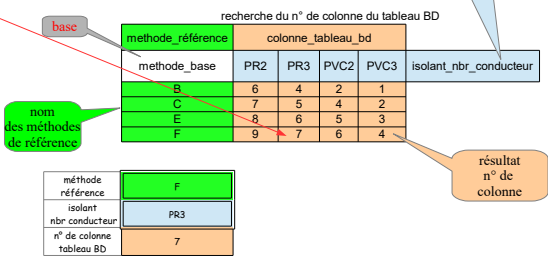 recherche du n° de colonne du tableau BD
base
methode_référence colonne_tableau_bd
methode_base PR2 PR3 PVC2 PVC3 isolant_nbr_conducteur
B 6 4 2 1
C 7 5 4 2
E 8 6 5 3
F 9 7 6 4
nom
des méthodes
de référence
résultat
n° de
colonne
méthode
référence
F
isolant
nbr conducteur
PR3
n° de colonne
tableau BD
7